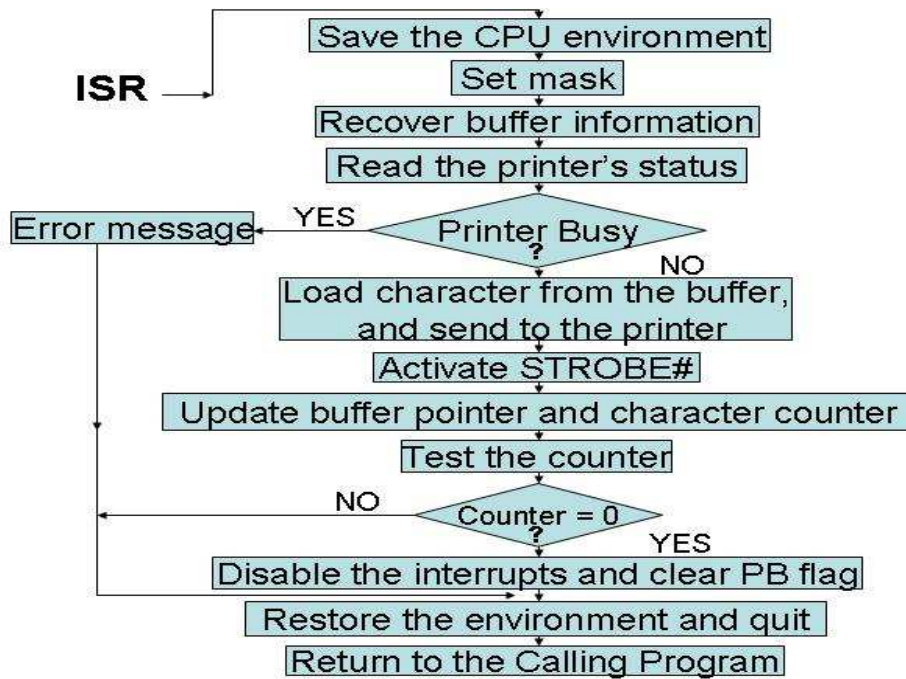 Save the CPU environment
Set mask
ISR
Recover buffer information
Read the printer's status
YES
Error message
Printer Busy
?
NO
Load character from the buffer,
and send to the printer
Activate STROBE#
Update buffer pointer and character counter
Test the counter
NO
Counter = 0
?
YES
Disable the interrupts and clear PB flag
Restore the environment and quit
Return to the Calling Program